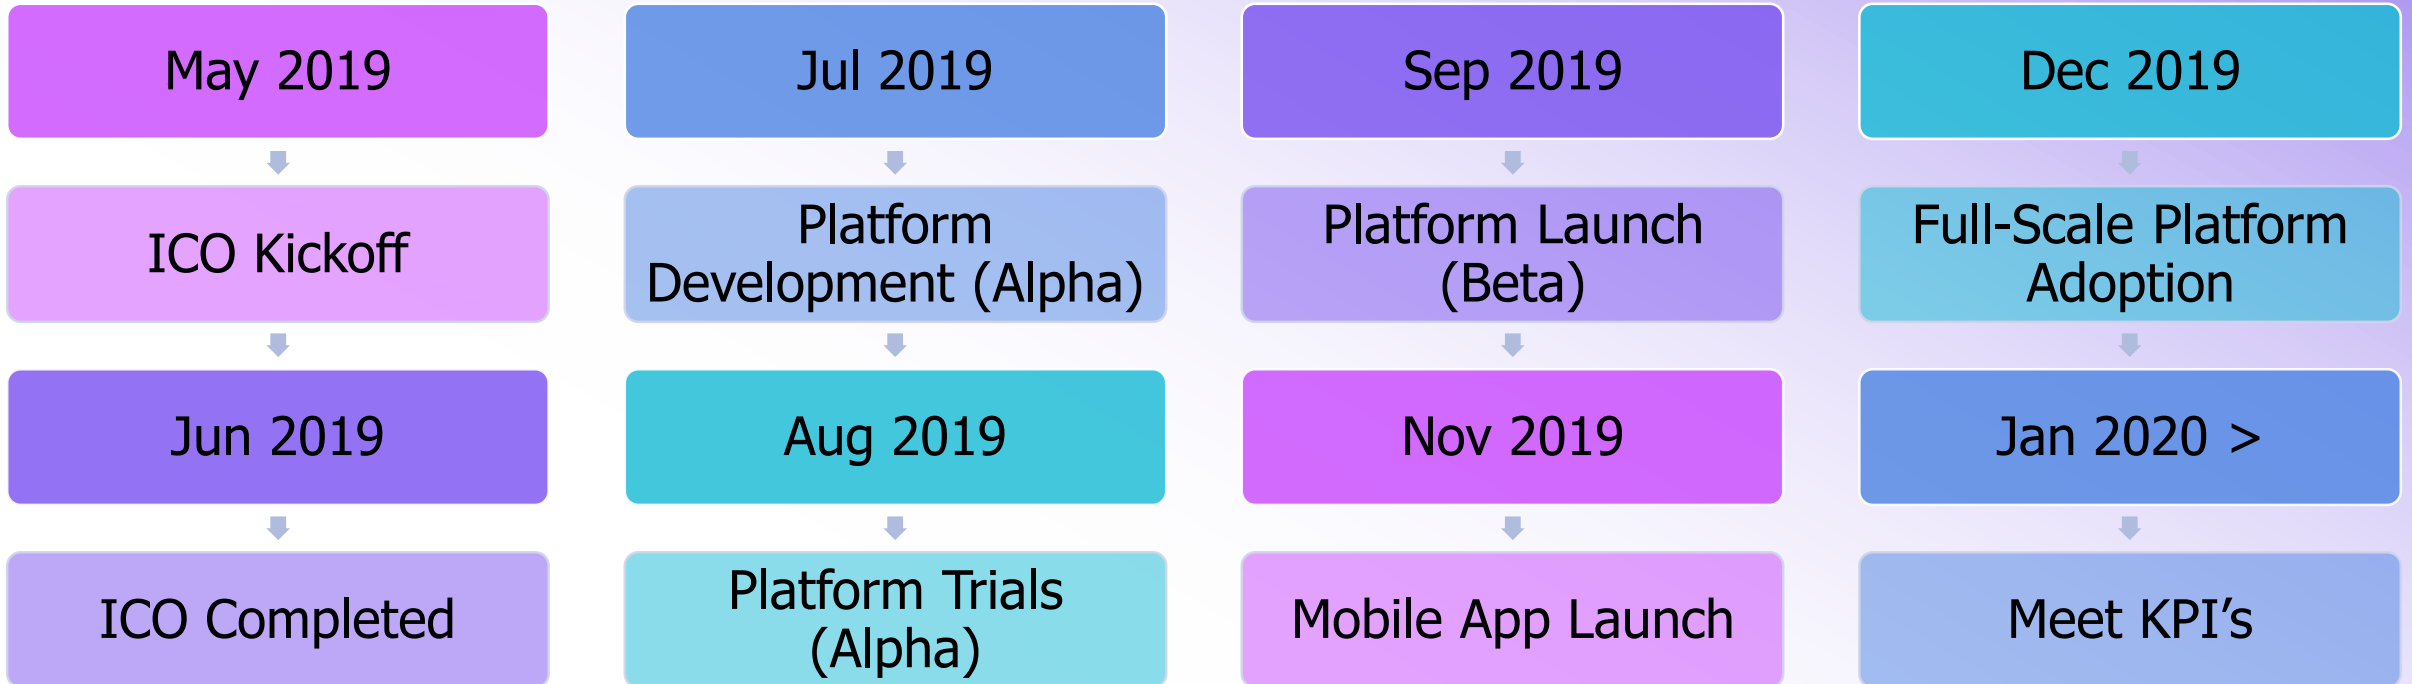 May 2019
ICO Kickoff
Jun 2019
ICO Completed
Jul 2019
Platform
Development (Alpha)
Aug 2019
Platform Trials
(Alpha)
Sep 2019
Platform Launch
(Beta)
Nov 2019
Mobile App Launch
Dec 2019
Full-Scale Platform
Adoption
Jan 2020 >
Meet KPI’s